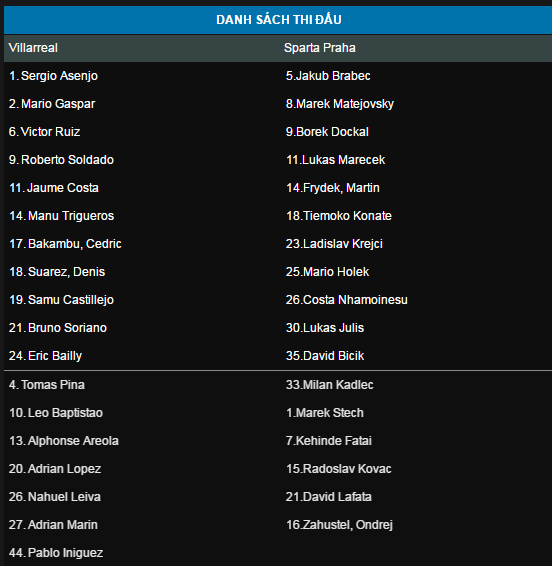 DANH SÁCH THI ĐẤU
Villarreal Sparta Praha
1. Sergio Asenjo 5.Jakub Brabec
2. Mario Gaspar 8.Marek Matejovsky
6. Victor Ruiz 9.Borek Dockal
9. Roberto Soldado 11.Lukas Marecek
11. Jaume Costa 14.Frydek, Martin
14. Manu Trigueros 18.Tiemoko Konate
17. Bakambu, Cedric 23.Ladislav Krejci
18. Suarez, Denis 25.Mario Holek
19. Samu Castillejo 26.Costa Nhamoinesu
21. Bruno Soriano 30.Lukas Julis
24. Eric Bailly 35.David Bicik
4. Tomas Pina 33.Milan Kadlec
10. Leo Baptistao 1.Marek Stech
13. Alphonse Areola 7.Kehinde Fatai
20. Adrian Lopez 15.Radoslav Kovac
26. Nahuel Leiva 21.David Lafata
27. Adrian Marin 16.Zahustel, Ondrej
44. Pablo Iniguez